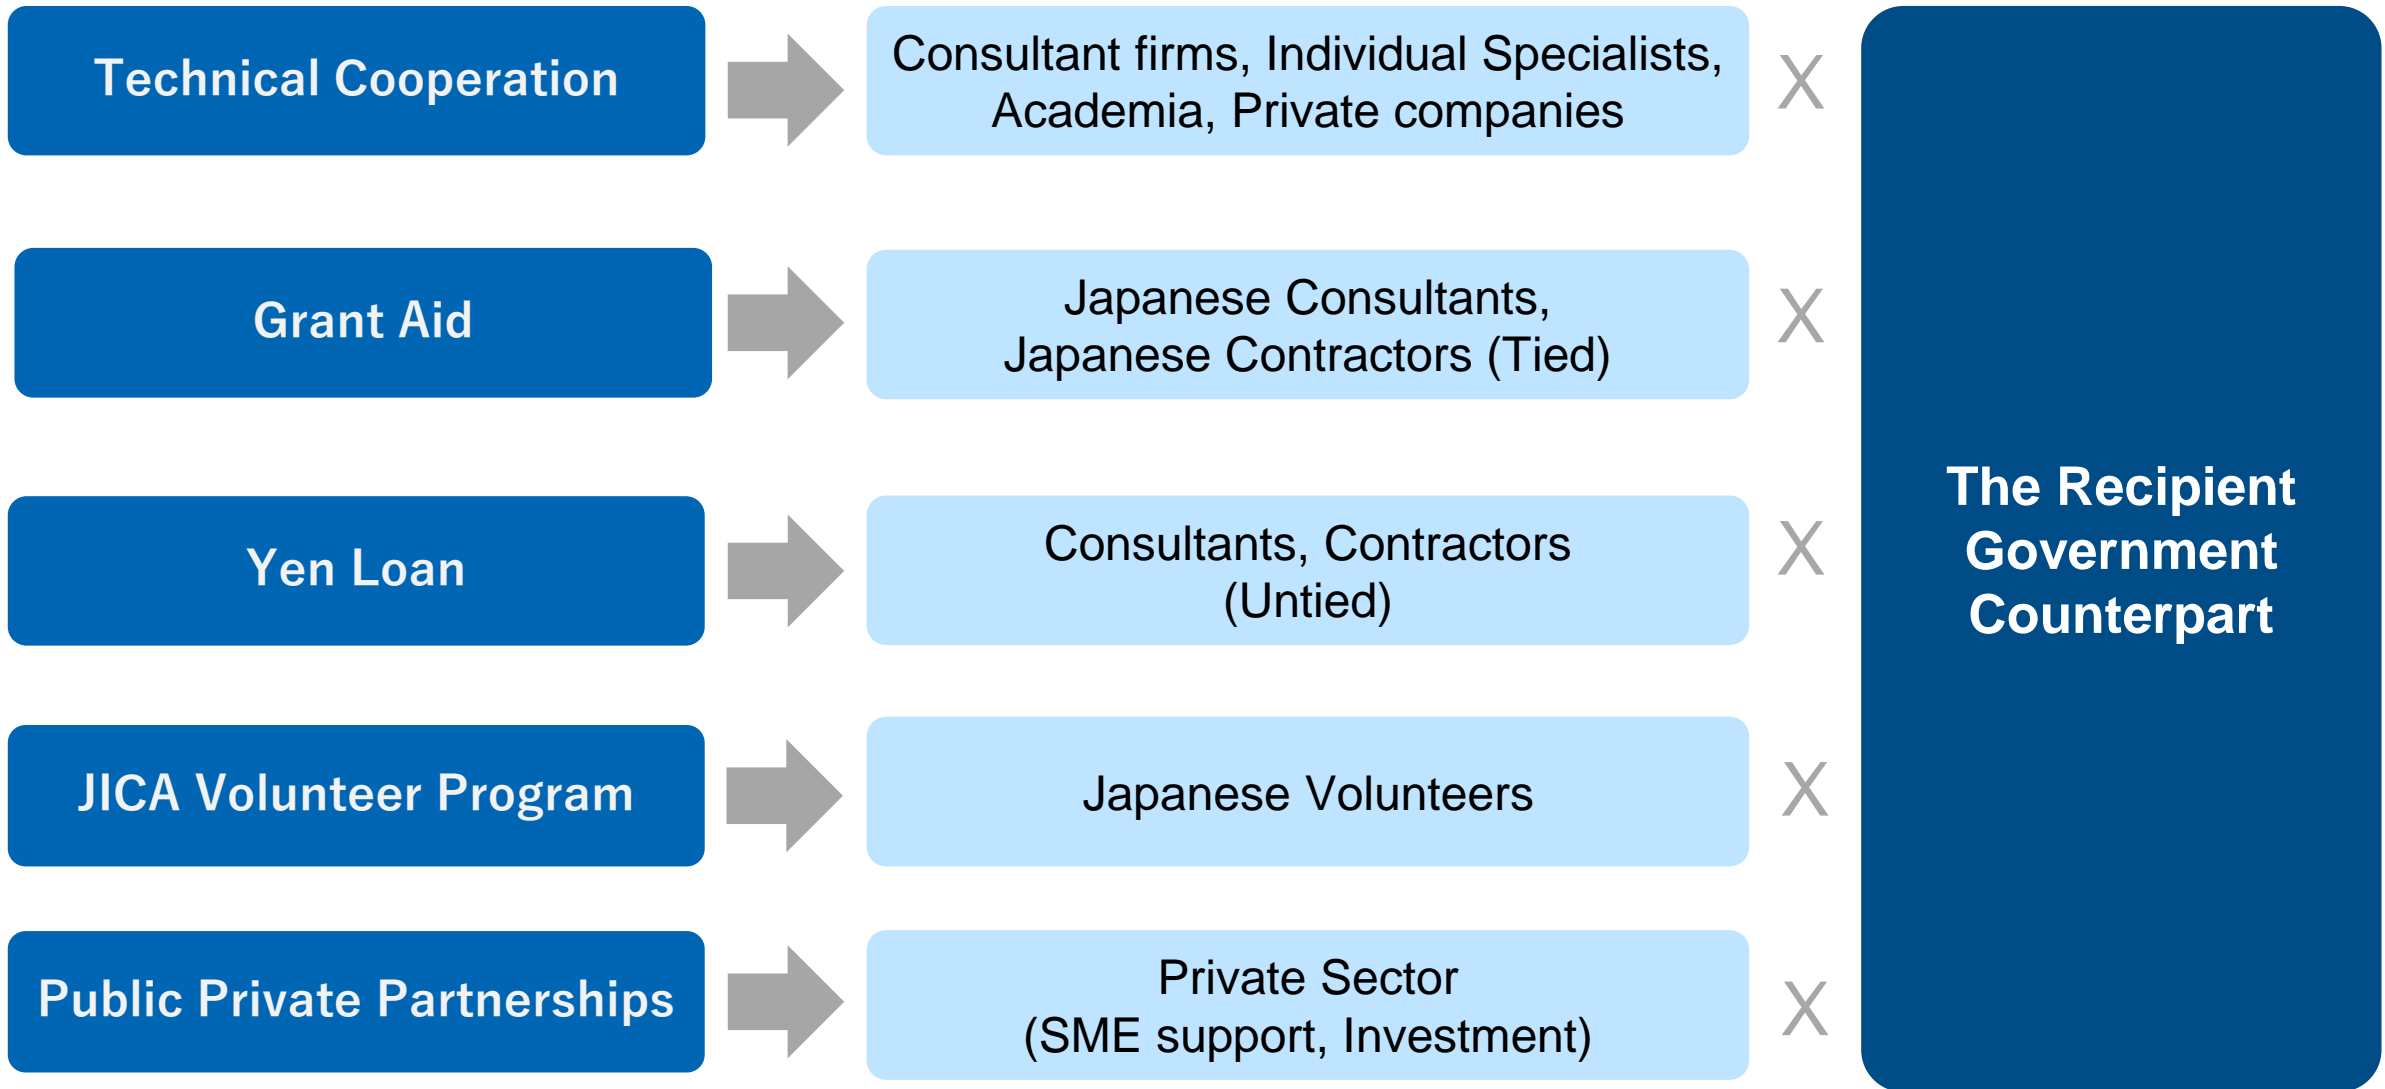 Technical Cooperation
Consultant firms, Individual Specialists,
Academia, Private companies
X
Grant Aid
Japanese Consultants,
Japanese Contractors (Tied)
X
Yen Loan
Consultants, Contractors
(Untied)
X
JICA Volunteer Program
Japanese Volunteers
X
Public Private Partnerships
Private Sector
(SME support, Investment)
X
The Recipient
Government
Counterpart